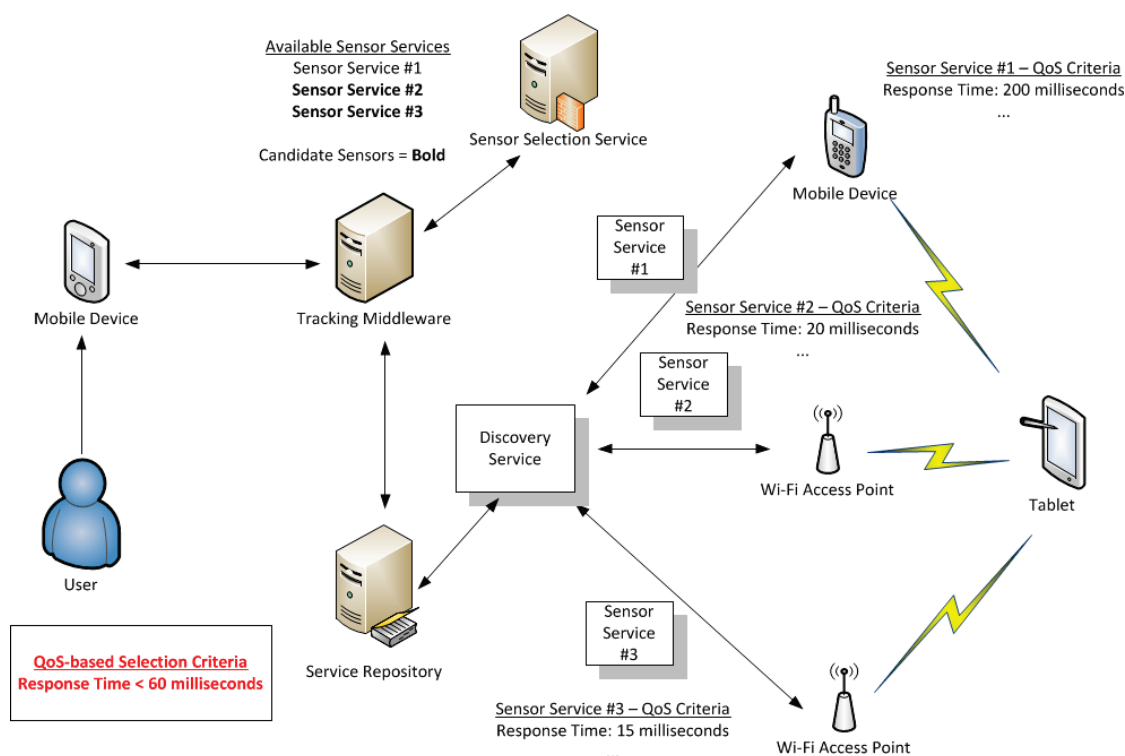 Available Sensor Services
Sensor Service #1
Sensor Service #2
Sensor Service #3
Candidate Sensors = Bold
Sensor Selection Service
Sensor Service #1 – QoS Criteria
Response Time: 200 milliseconds
...
Mobile Device
Sensor
Service
#1
Mobile Device
Tracking Middleware
Sensor Service #2 – QoS Criteria
Response Time: 20 milliseconds
...
Sensor
Service
#2
Discovery
Service
Wi-Fi Access Point
Tablet
User
Service Repository
Sensor
Service
#3
QoS-based Selection Criteria
Response Time < 60 milliseconds
Sensor Service #3 – QoS Criteria
Response Time: 15 milliseconds
...
Wi-Fi Access Point